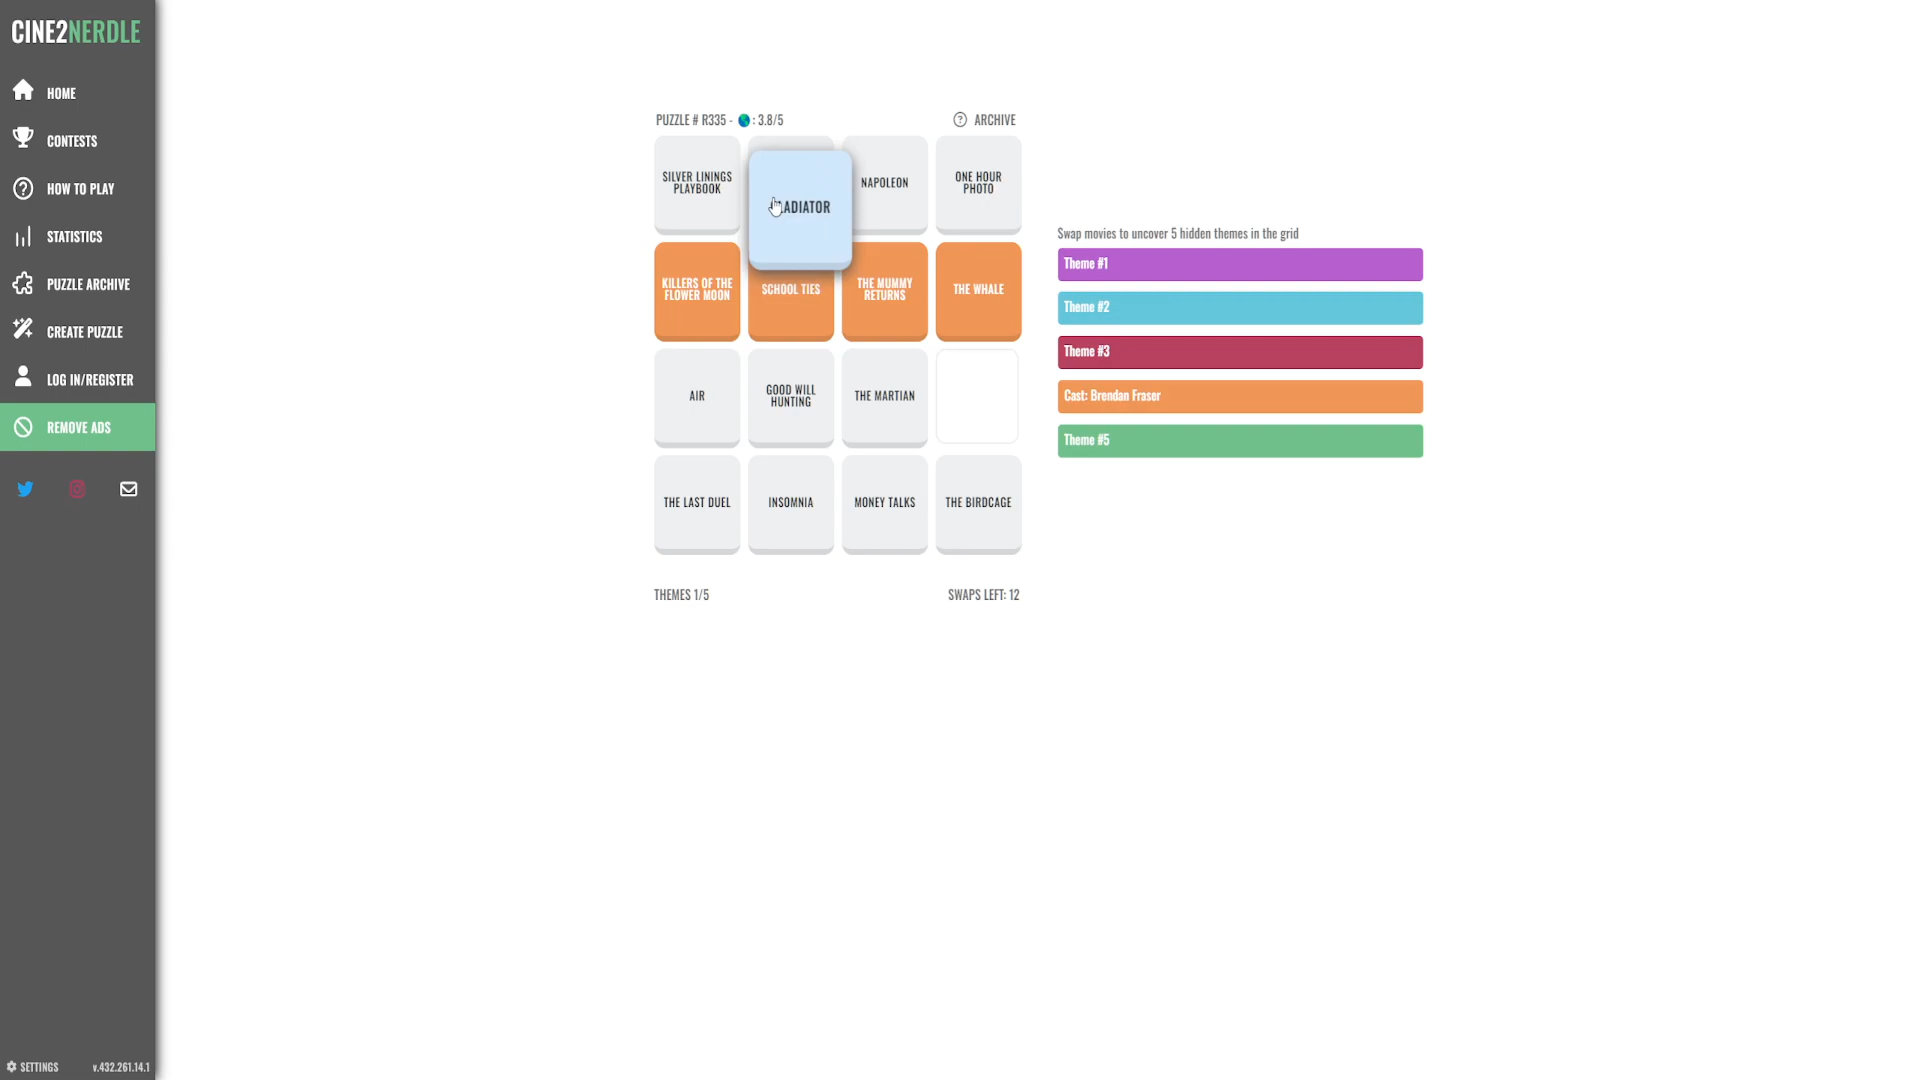 CINE2NERDLE
HOME
CONTESTS
HOW TO PLAY
STATISTICS
PUZZLE ARCHIVE
CREATE PUZZLE
LOG IN/REGISTER
REMOVE ADS
SETTINGS
v.432.261.14.1
PUZZLE # R335 - : 3.8/5
ARCHIVE
SILVER LININGS
PLAYBOOK
NAPOLEON
ONE HOUR
PHOTO
KILLERS OF THE
FLOWER MOON
SCHOOL TIES
THE MUMMY
RETURNS
THE WHALE
AIR
GOOD WILL
HUNTING
THE MARTIAN
THE LAST DUEL
INSOMNIA
MONEY TALKS
THE BIRDCAGE
THEMES 1/5
SWAPS LEFT: 12
Swap movies to uncover 5 hidden themes in the grid
Theme #1
Theme #2
Theme #3
Cast: Brendan Fraser
Theme #5